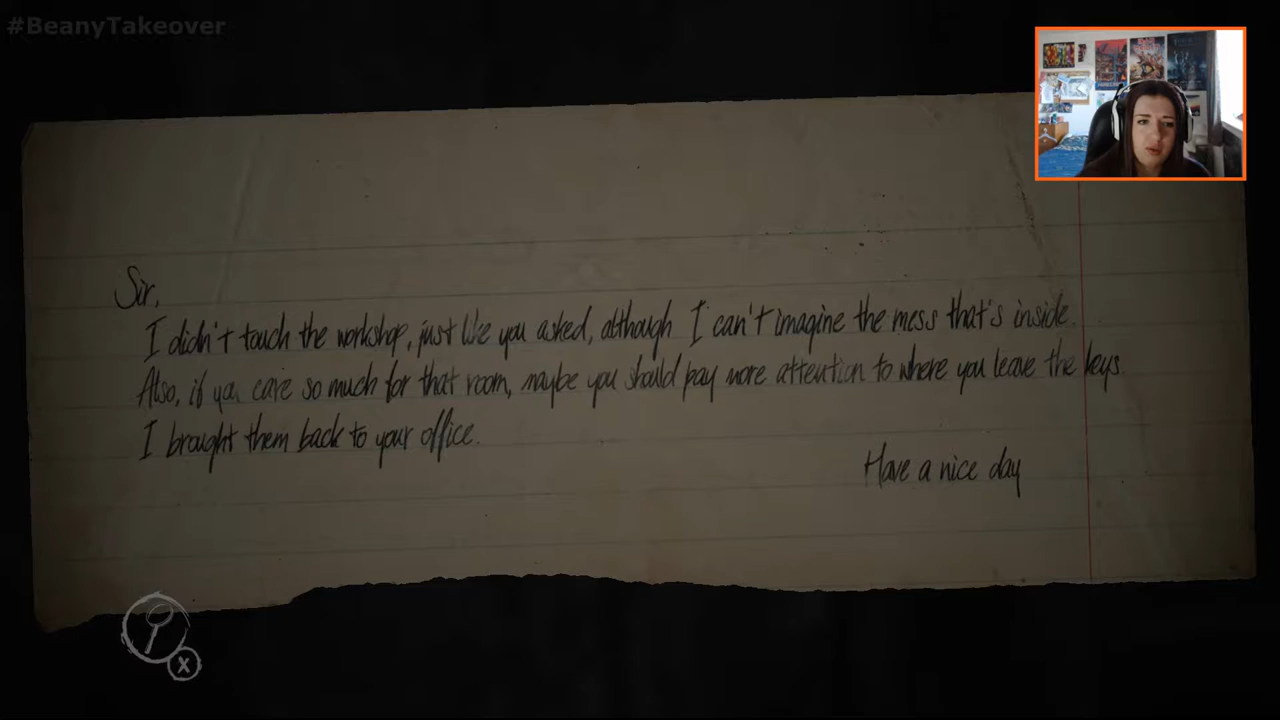 #BeanyTakeover
Sir,
I didn't touch the workshop, just like you asked, although I can't imagine the mess that's inside.
Also, if you care so much for that room, maybe you should pay more attention to where you leave the keys.
I brought them back to your office.
Have a nice day
X